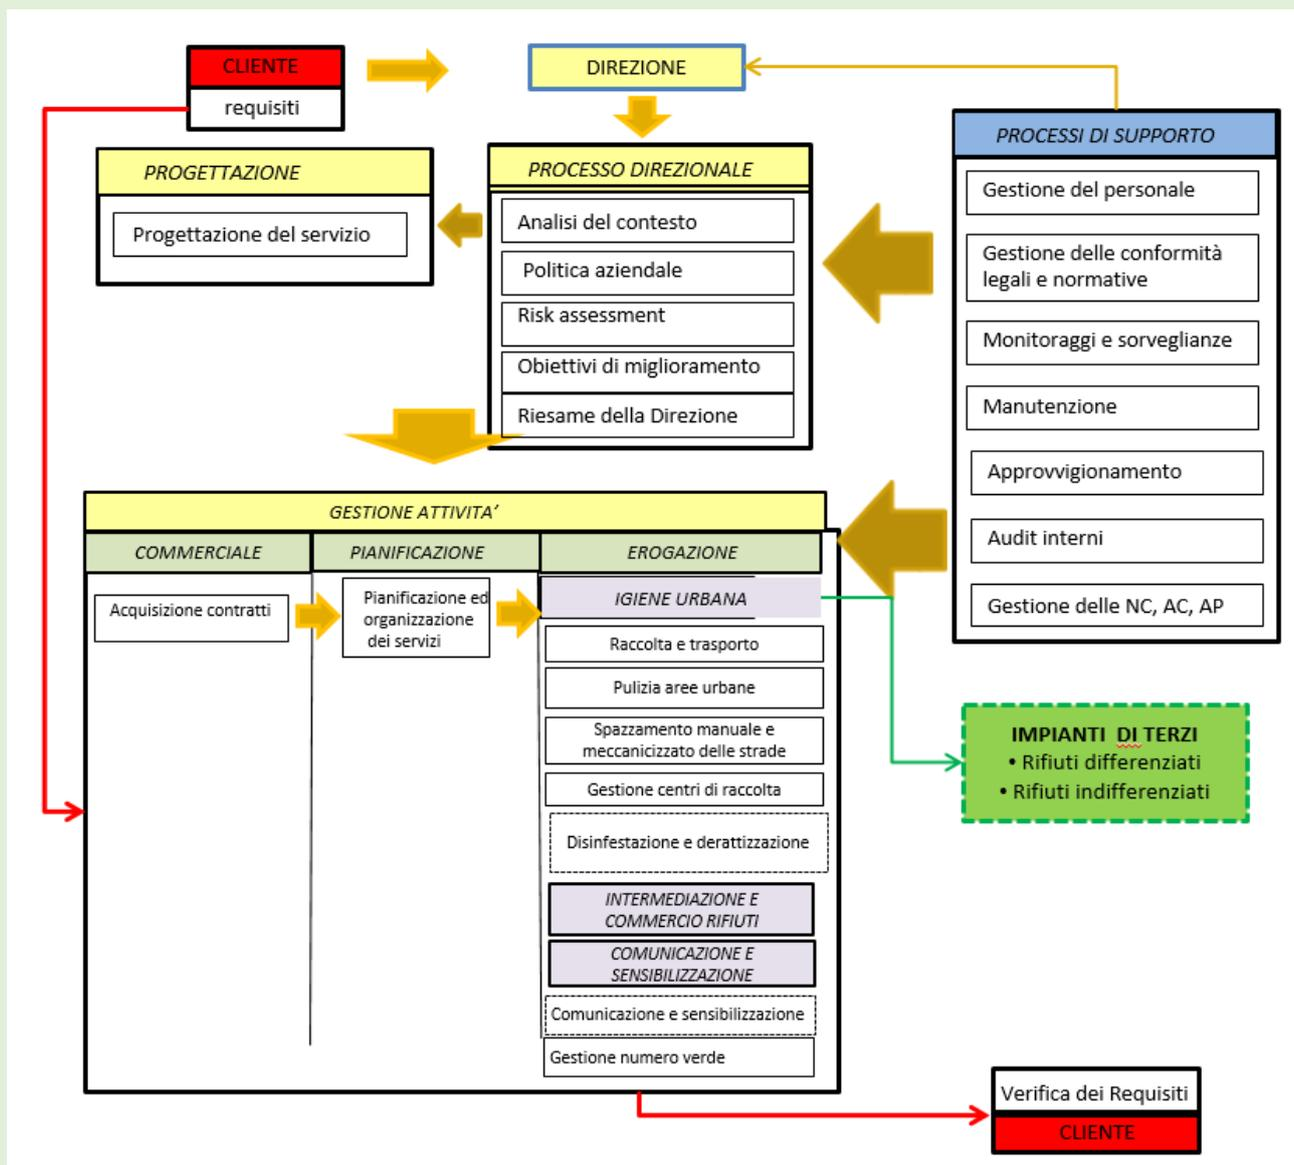 CLIENTE
requisiti
DIREZIONE
PROGETTAZIONE
Progettazione del servizio
PROCESSO DIREZIONALE
Analisi del contesto
Politica aziendale
Risk assessment
Obiettivi di miglioramento
Riesame della Direzione
PROCESSI DI SUPPORTO
Gestione del personale
Gestione delle conformità
legali e normative
Monitoraggi e sorveglianze
Manutenzione
Approvvigionamento
Audit interni
Gestione delle NC, AC, AP
GESTIONE ATTIVITA’
COMMERCIALE
PIANIFICAZIONE
EROGAZIONE
Acquisizione contratti
Pianificazione ed
organizzazione
dei servizi
IGIENE URBANA
Raccolta e trasporto
Pulizia aree urbane
Spazzamento manuale e
meccanicizzato delle strade
Gestione centri di raccolta
Disinfestazione e derattizzazione
INTERMEDIAZIONE E
COMMERCIO RIFIUTI
COMUNICAZIONE E
SENSIBILIZZAZIONE
Comunicazione e sensibilizzazione
Gestione numero verde
IMPIANTI DI TERZI
• Rifiuti differenziati
• Rifiuti indifferenziati
Verifica dei Requisiti
CLIENTE